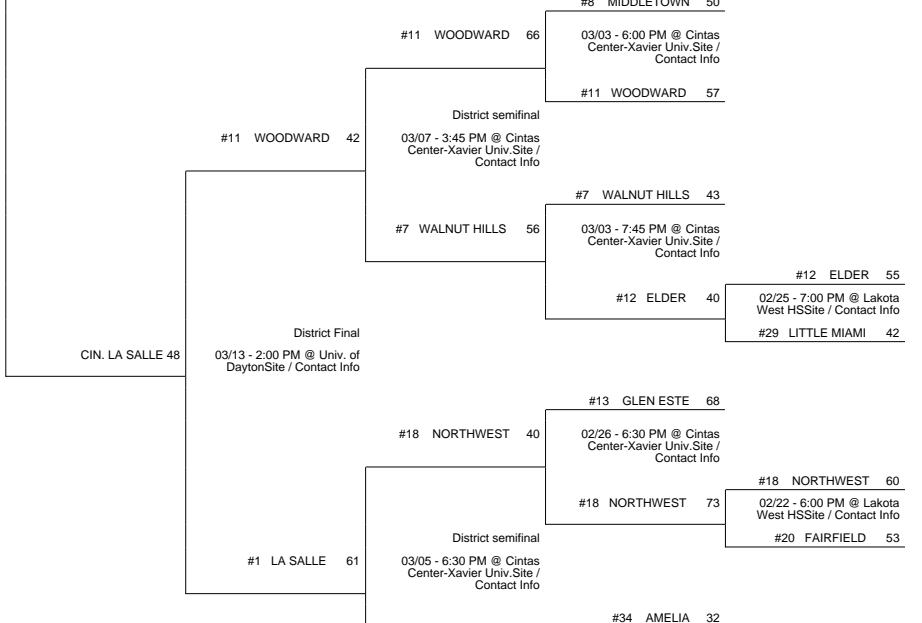 #8 MIDDLETOWN 50
#11 WOODWARD 66
03/03 - 6:00 PM @ Cintas
Center-Xavier Univ.Site /
Contact Info
#11 WOODWARD 57
District semifinal
#11 WOODWARD 42
03/07 - 3:45 PM @ Cintas
Center-Xavier Univ.Site /
Contact Info
#7 WALNUT HILLS 43
#7 WALNUT HILLS 56
03/03 - 7:45 PM @ Cintas
Center-Xavier Univ.Site /
Contact Info
#12 ELDER 55
#12 ELDER 40
02/25 - 7:00 PM @ Lakota
West HSSite / Contact Info
#29 LITTLE MIAMI 42
District Final
CIN. LA SALLE 48
03/13 - 2:00 PM @ Univ. of
DaytonSite / Contact Info
#13 GLEN ESTE 68
#18 NORTHWEST 40
02/26 - 6:30 PM @ Cintas
Center-Xavier Univ.Site /
Contact Info
#18 NORTHWEST 60
#18 NORTHWEST 73
02/22 - 6:00 PM @ Lakota
West HSSite / Contact Info
#20 FAIRFIELD 53
District semifinal
#1 LA SALLE 61
03/05 - 6:30 PM @ Cintas
Center-Xavier Univ.Site /
Contact Info
#34 AMELIA 32